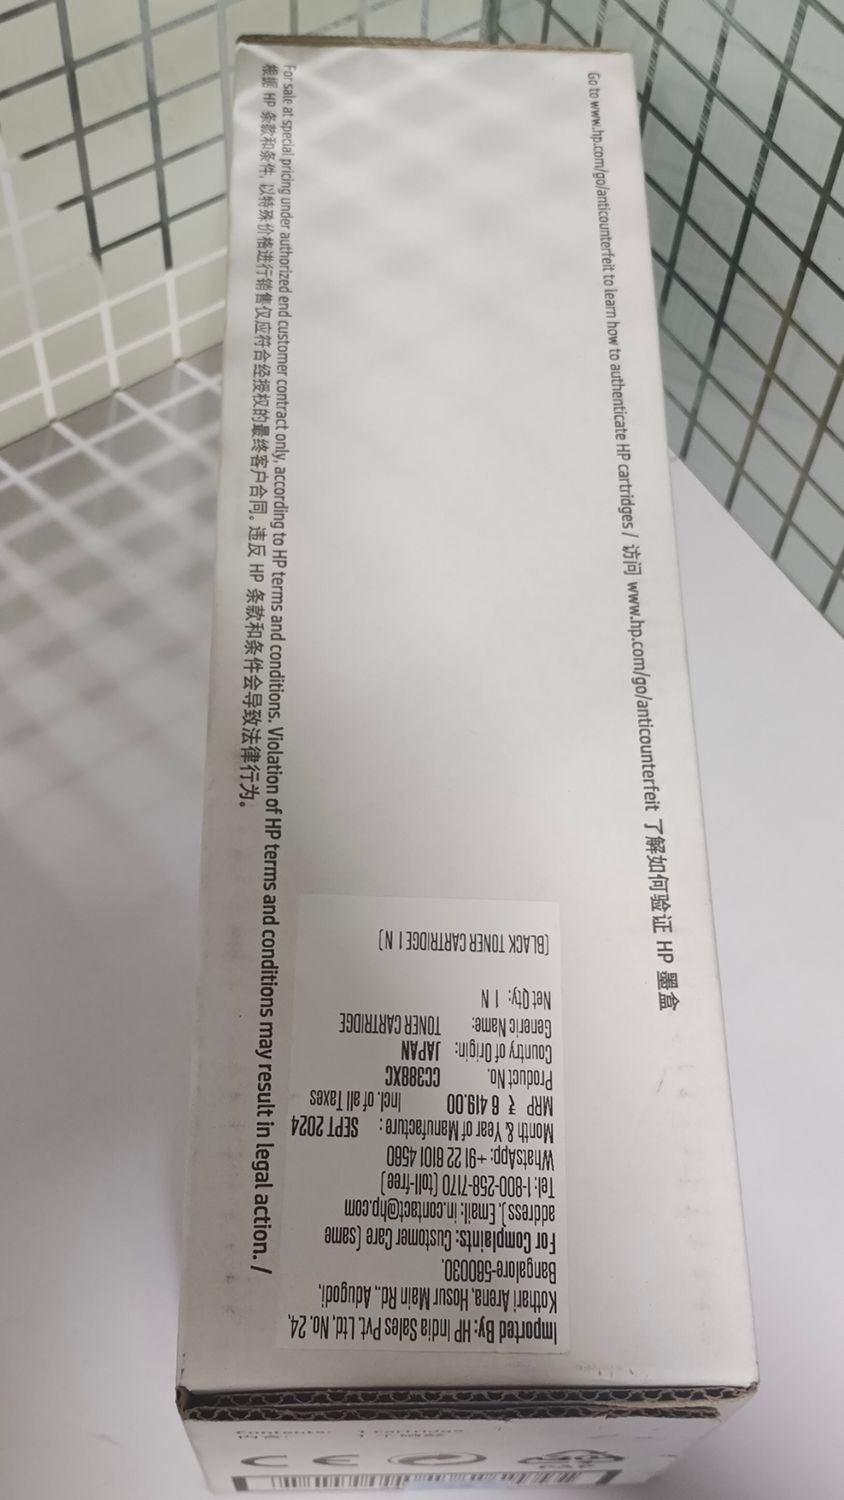 Go to www.hp.com/go/anticounterfeit to learn how to authenticate HP cartridges / 访问 www.hp.com/go/anticounterfeit 了解如何验证 HP 墨盒
For sale at special pricing under authorized end customer contract only, according to HP terms and conditions. Violation of HP terms and conditions may result in legal action. /
根据 HP 条款和条件, 以特殊价格进行销售仅应符合经授权的最终客户合同。违反 HP 条款和条件会导致法律行为。
Imported By: HP India Sales Pvt. Ltd, No. 24,
Kothari Arena, Hosur Main Rd., Adugodi,
Bangalore-560030.
For Complaints: Customer Care (same
address ). Email: in.contact@hp.com
Tel: 1-800-258-7170 (toll-free)
WhatsApp: +91 22 6101 4560
Month & Year of Manufacture : SEPT 2024
MRP ₹ 8 419.00 Incl. of all Taxes
Product No. CC388XC
Country of Origin: JAPAN
Generic Name: TONER CARTRIDGE
Net Qty: 1 N
(BLACK TONER CARTRIDGE 1 N)
Contents: 1 cartridge
CE
PAP